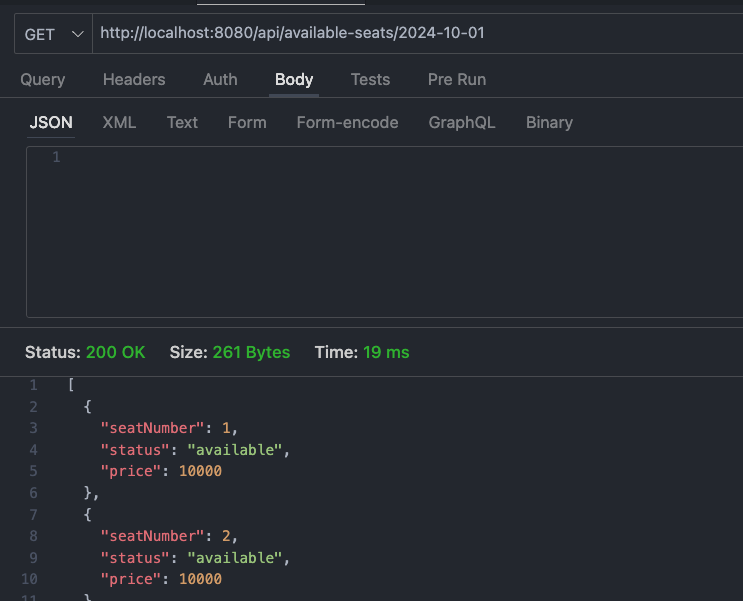 GET http://localhost:8080/api/available-seats/2024-10-01
Query Headers Auth Body Tests Pre Run
JSON XML Text Form Form-encode GraphQL Binary
1
Status: 200 OK Size: 261 Bytes Time: 19 ms
1 [
2 {
3 "seatNumber": 1,
4 "status": "available",
5 "price": 10000
6 },
7 {
8 "seatNumber": 2,
9 "status": "available",
10 "price": 10000
11 }